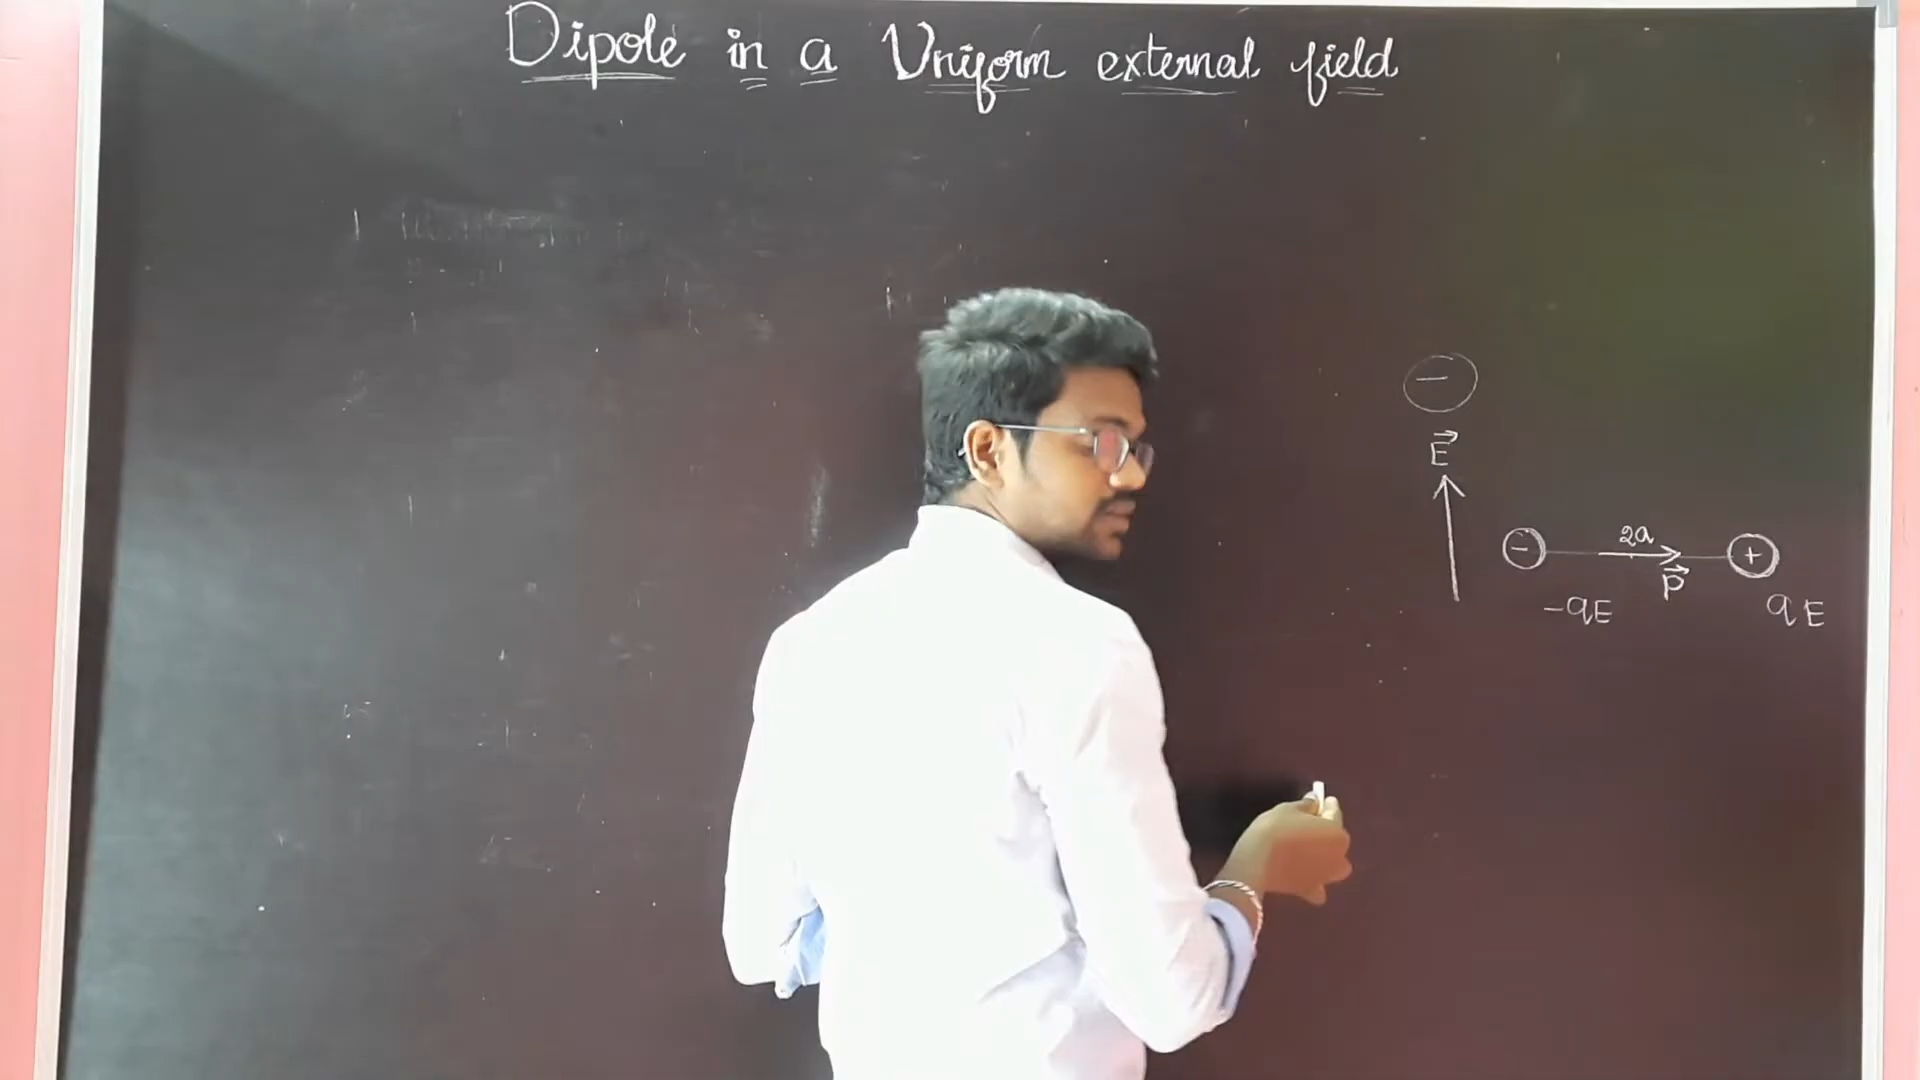 Dipole in a Uniform external field
−
E⃗
− 2a +
p⃗
-qE qE